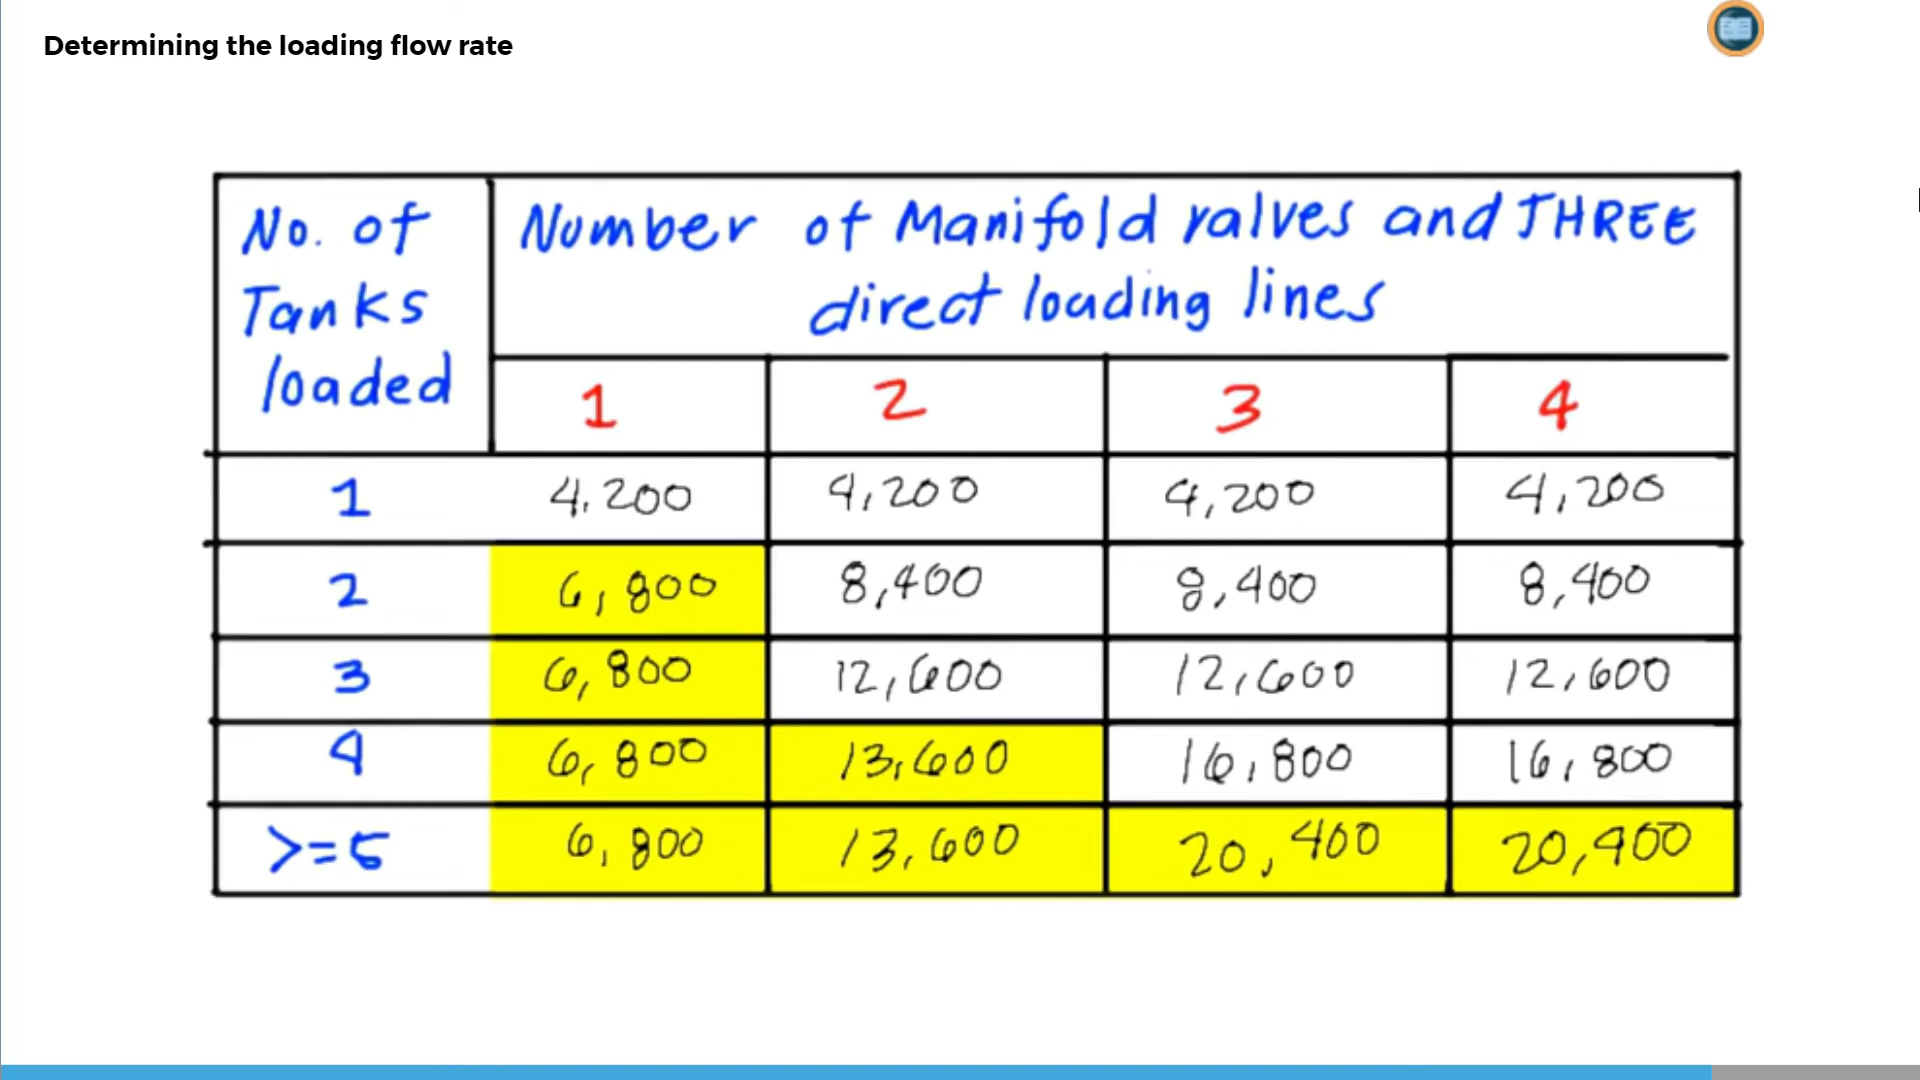 Determining the loading flow rate
No. of Tanks loaded
Number of Manifold valves and THREE
direct loading lines
1 2 3 4
1 4.200 4,200 4,200 4,200
2 6,800 8,400 8,400 8,400
3 6,800 12,600 12,600 12,600
4 6,800 13,600 16,800 16,800
>=5 6,800 13,600 20,400 20,400